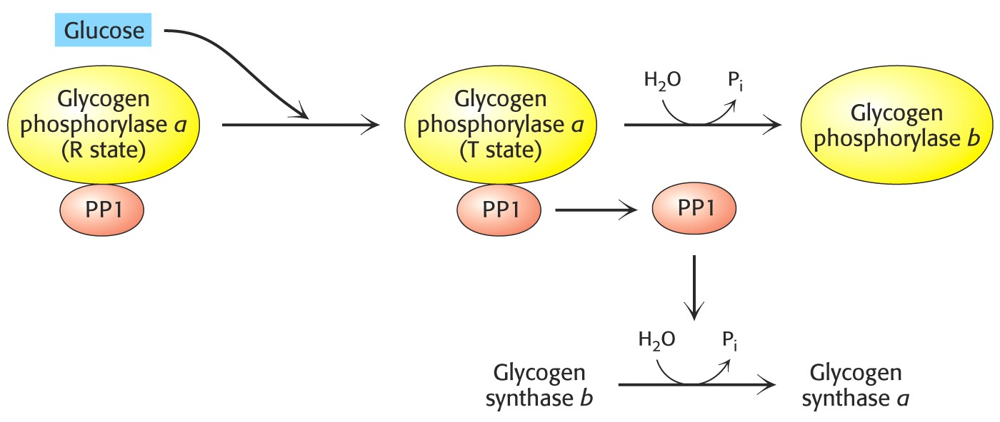 Glucose
Glycogen
phosphorylase a
(R state)
PP1
Glycogen
phosphorylase a
(T state)
PP1
H₂O
Pᵢ
Glycogen
phosphorylase b
PP1
H₂O
Pᵢ
Glycogen
synthase b
Glycogen
synthase a